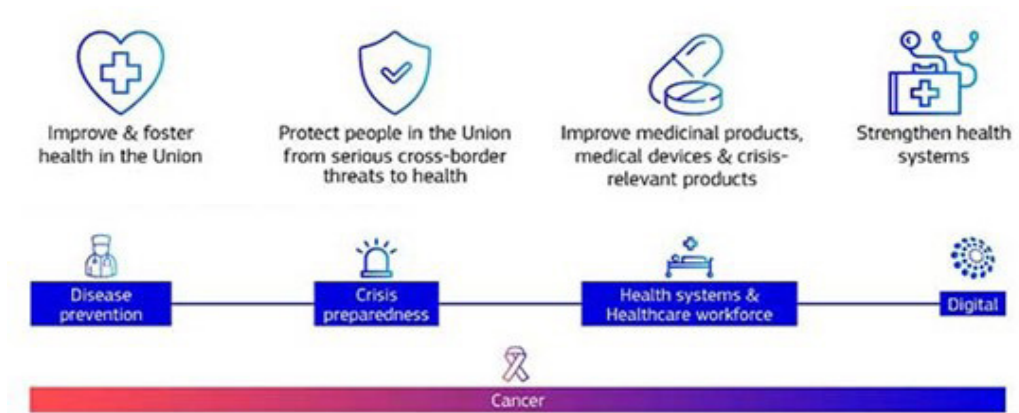 Improve & foster
health in the Union
Protect people in the Union
from serious cross-border
threats to health
Improve medicinal products,
medical devices & crisis-
relevant products
Strengthen health
systems
Disease
prevention
Crisis
preparedness
Health systems &
Healthcare workforce
Digital
Cancer